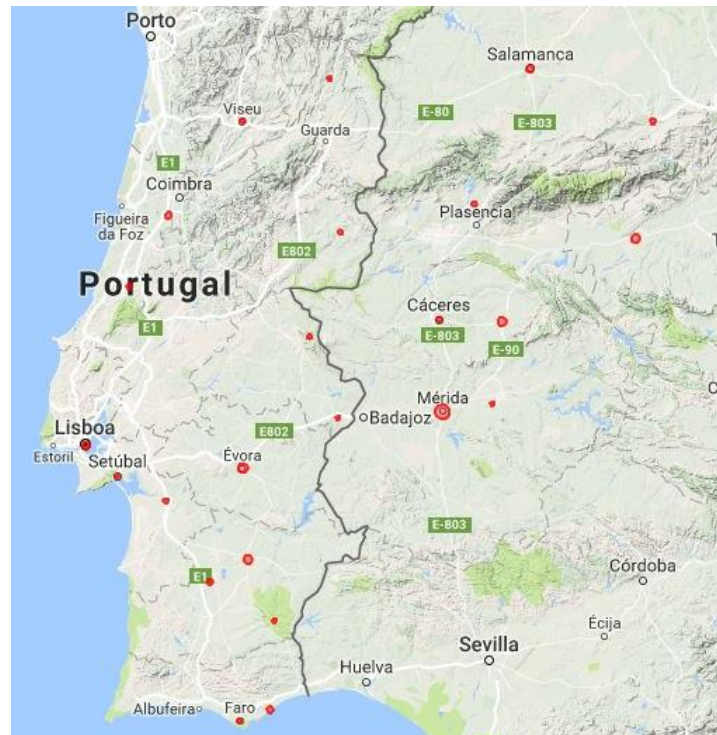 Porto
Salamanca
E-80
Viseu
E-803
Guarda
E1
Coimbra
Figueira
da Foz
Plasencia
E802
Portugal
Cáceres
E1
E-803
E-90
Mérida
Badajoz
Lisboa
E802
Estoril
Setúbal
Évora
E-803
Córdoba
E1
Écija
Sevilla
Huelva
Albufeira
Faro